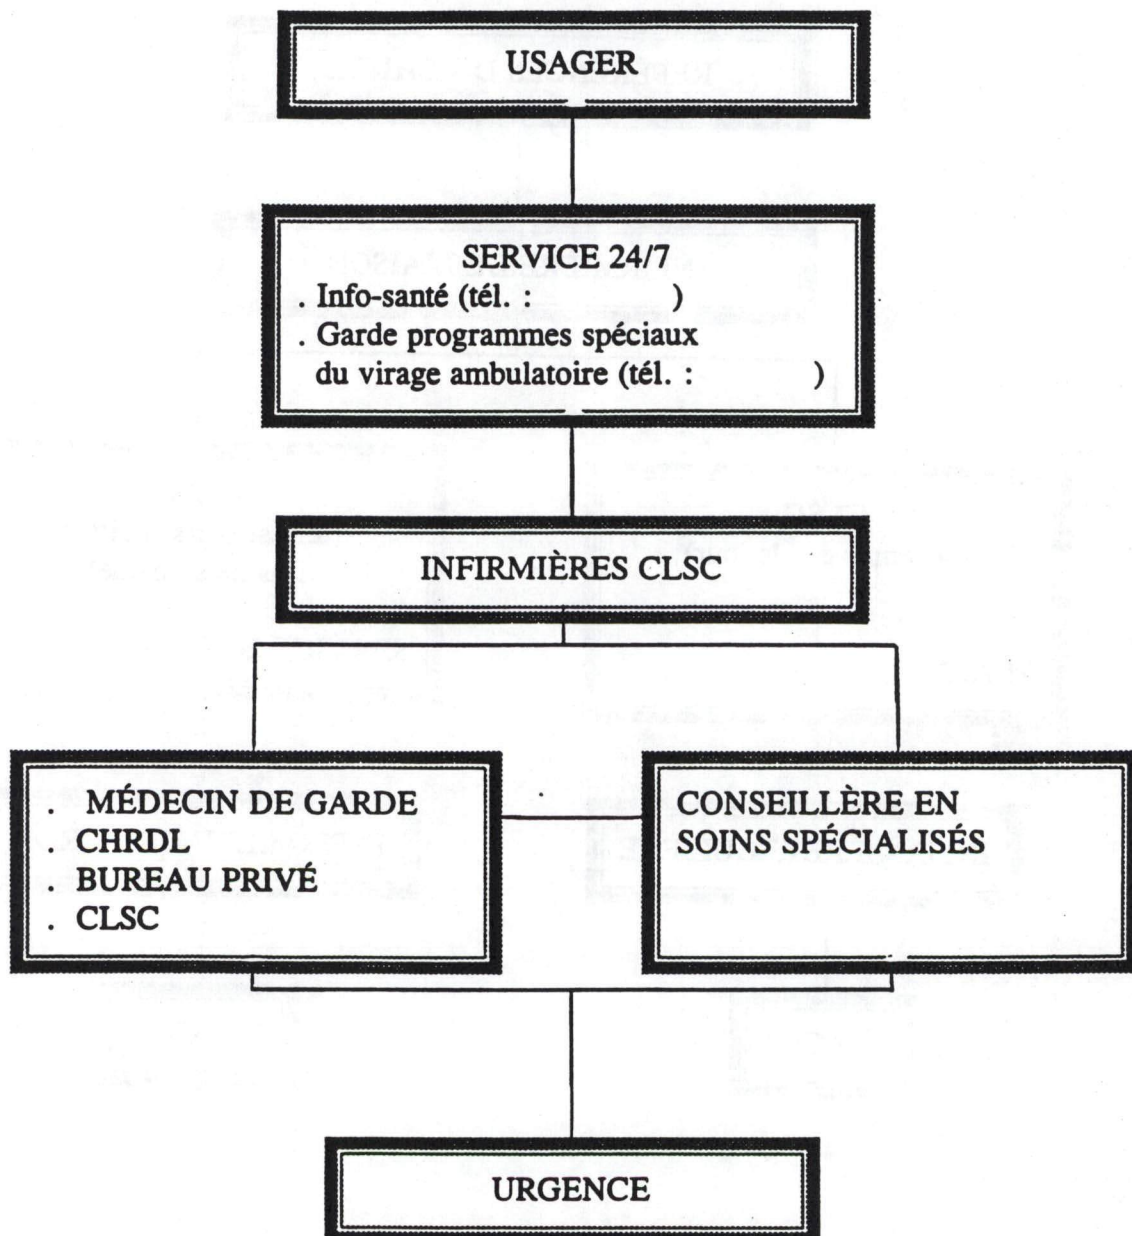 USAGER
SERVICE 24/7
. Info-santé (tél. : )
. Garde programmes spéciaux
du virage ambulatoire (tél. : )
INFIRMIÈRES CLSC
. MÉDECIN DE GARDE
. CHRDL
. BUREAU PRIVÉ
. CLSC
CONSEILLÈRE EN
SOINS SPÉCIALISÉS
URGENCE